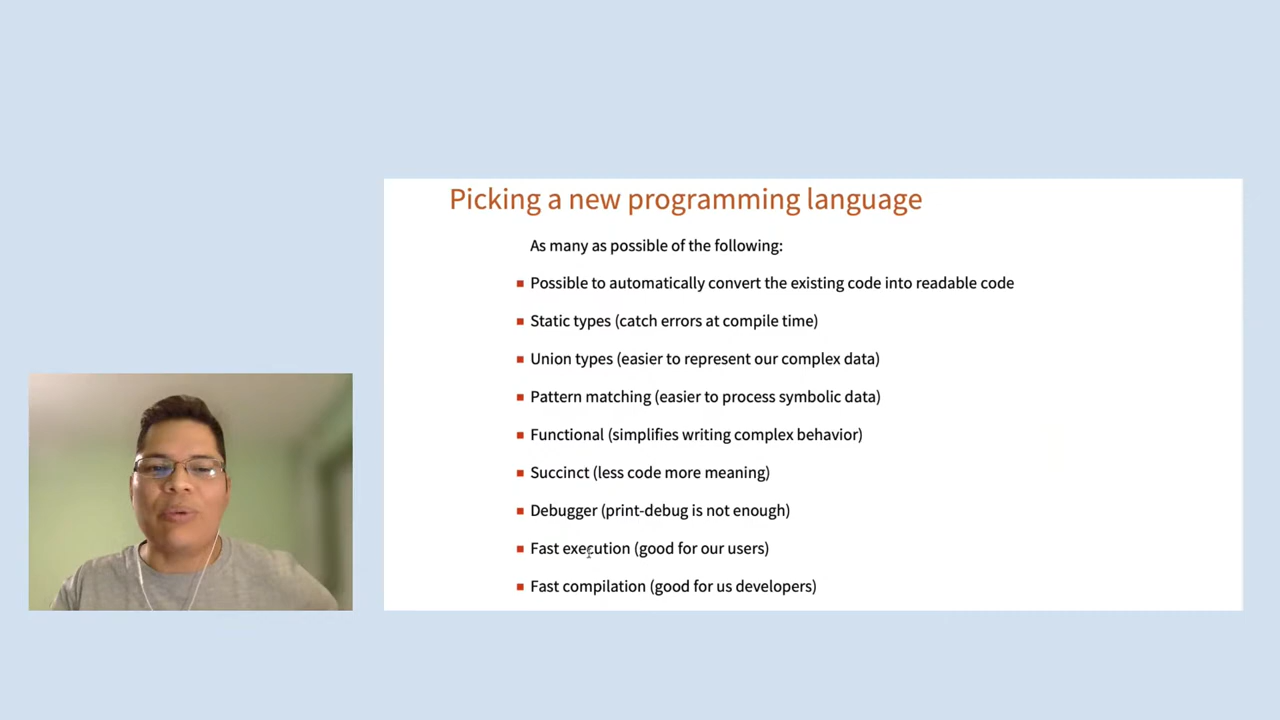 Picking a new programming language
As many as possible of the following:
Possible to automatically convert the existing code into readable code
Static types (catch errors at compile time)
Union types (easier to represent our complex data)
Pattern matching (easier to process symbolic data)
Functional (simplifies writing complex behavior)
Succinct (less code more meaning)
Debugger (print-debug is not enough)
Fast execution (good for our users)
Fast compilation (good for us developers)